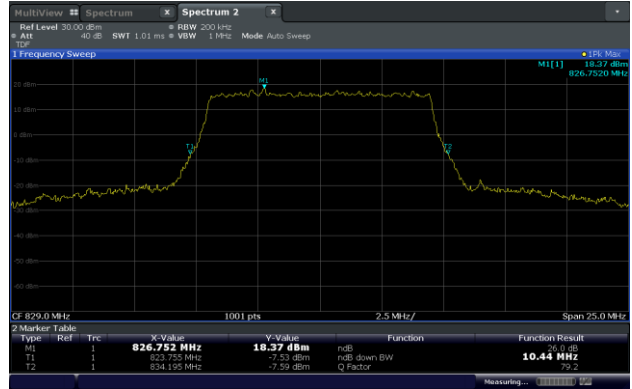 MultiView Spectrum X Spectrum 2 X
Ref Level 30.00 dBm RBW 200 kHz
Att 40 dB SWT 1.01 ms VBW 1 MHz Mode Auto Sweep
TDF
1 Frequency Sweep 1Pk Max
M1[1] 18.37 dBm
826.7520 MHz
M1
10 dBm
0 dBm
T1 T2
-10 dBm
-20 dBm
-30 dBm
-40 dBm
-50 dBm
-60 dBm
CF 829.0 MHz 1001 pts 2.5 MHz/ Span 25.0 MHz
2 Marker Table
Type Ref Trc X-Value Y-Value Function Function Result
M1 1 826.752 MHz 18.37 dBm ndB 26.0 dB
T1 1 823.755 MHz -7.53 dBm ndB down BW 10.44 MHz
T2 1 834.195 MHz -7.59 dBm Q Factor 79.2
Measuring...